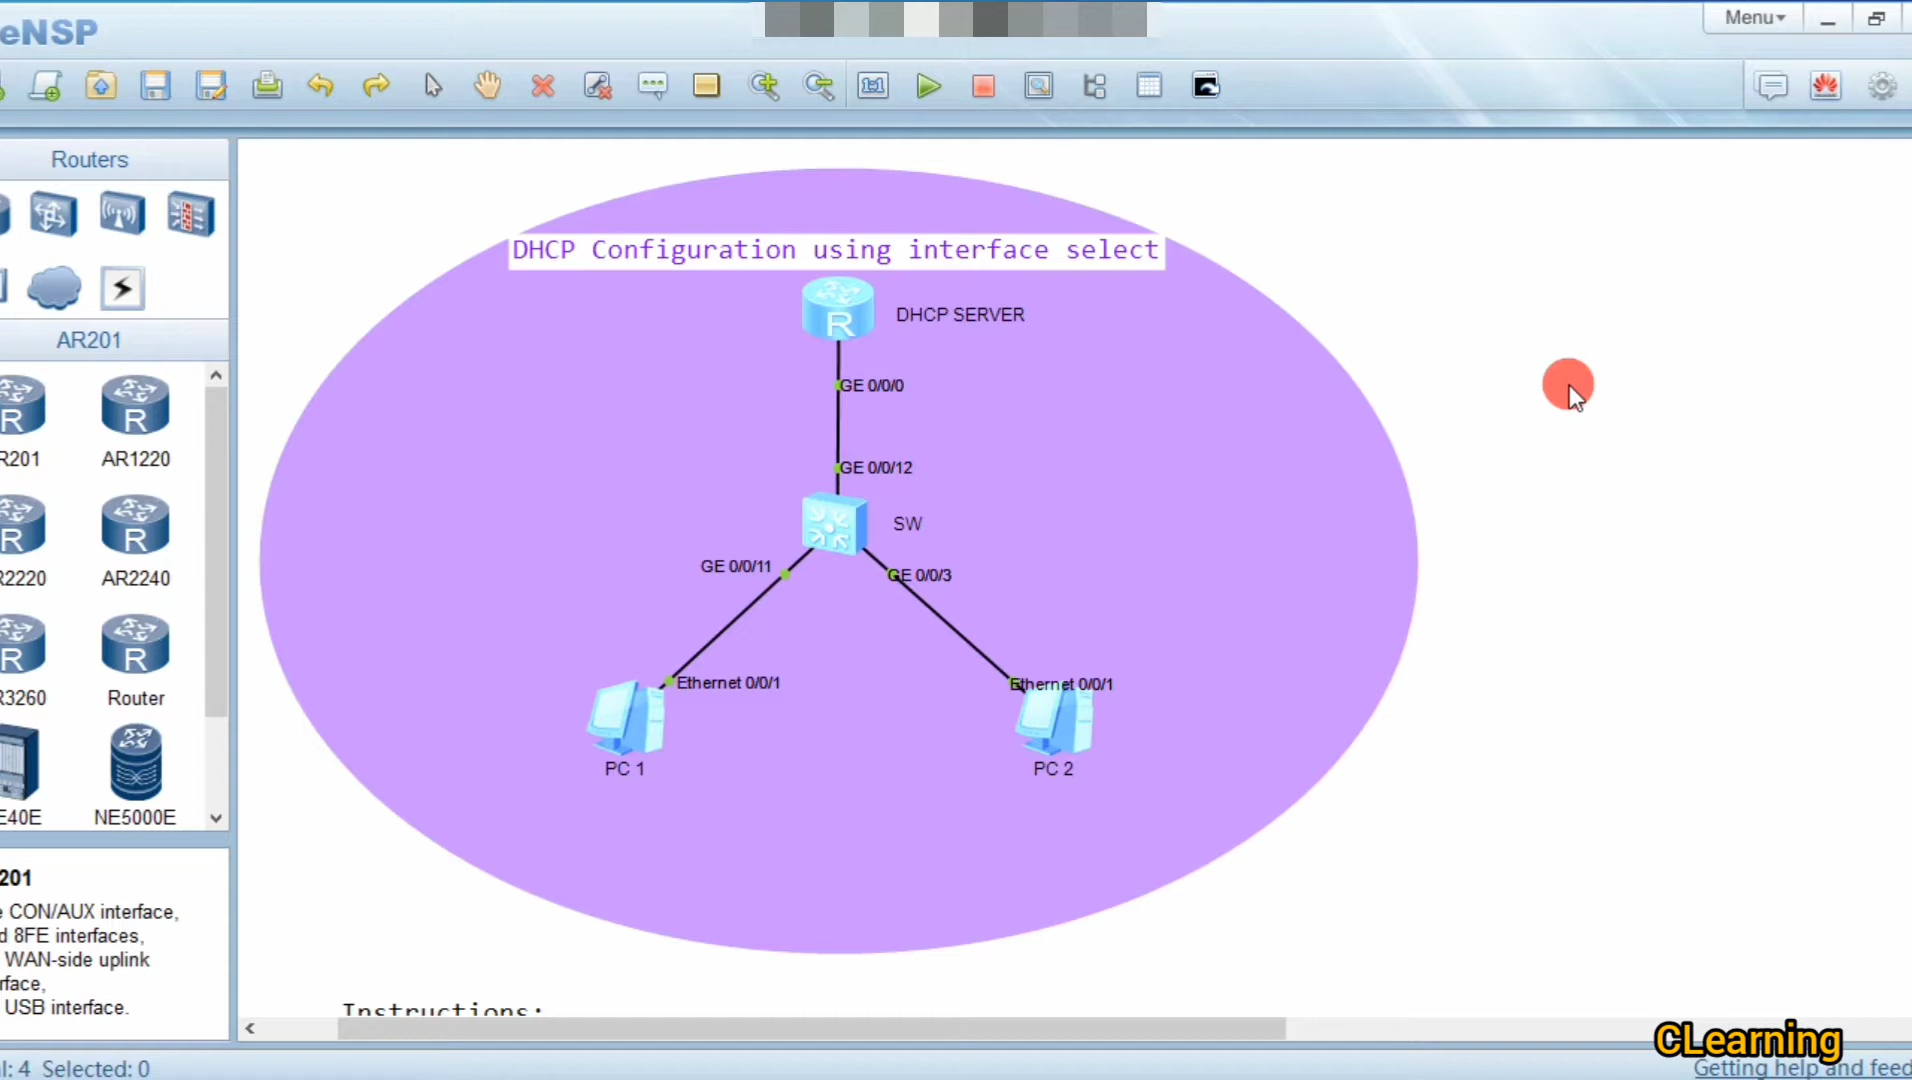 eNSP
Menu
Routers
AR201
R201
AR1220
R2220
AR2240
R3260
Router
E40E
NE5000E
201
e CON/AUX interface,
d 8FE interfaces,
WAN-side uplink
rface,
USB interface.
DHCP Configuration using interface select
R
DHCP SERVER
GE 0/0/0
GE 0/0/12
SW
GE 0/0/11
GE 0/0/3
Ethernet 0/0/1
Ethernet 0/0/1
PC 1
PC 2
Instructions:
CLearning
l: 4 Selected: 0
Getting help and feed